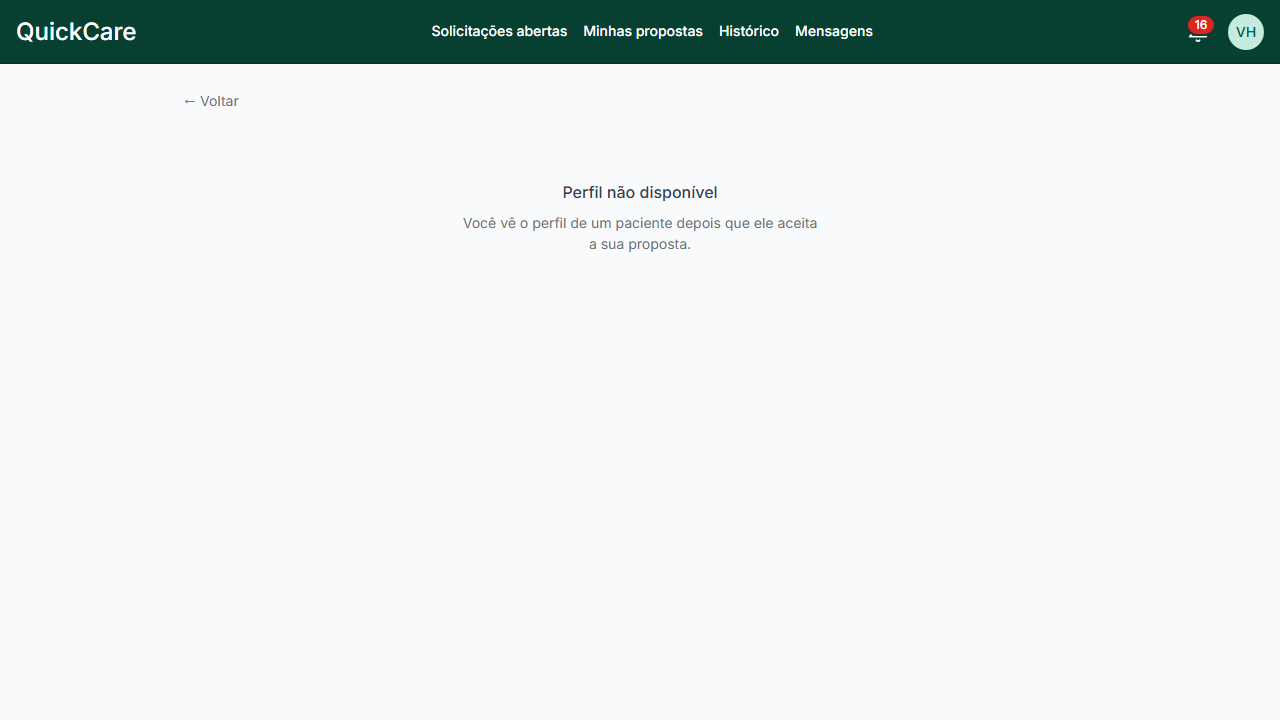 QuickCare
Solicitações abertas
Minhas propostas
Histórico
Mensagens
16
VH
← Voltar
Perfil não disponível
Você vê o perfil de um paciente depois que ele aceita
a sua proposta.